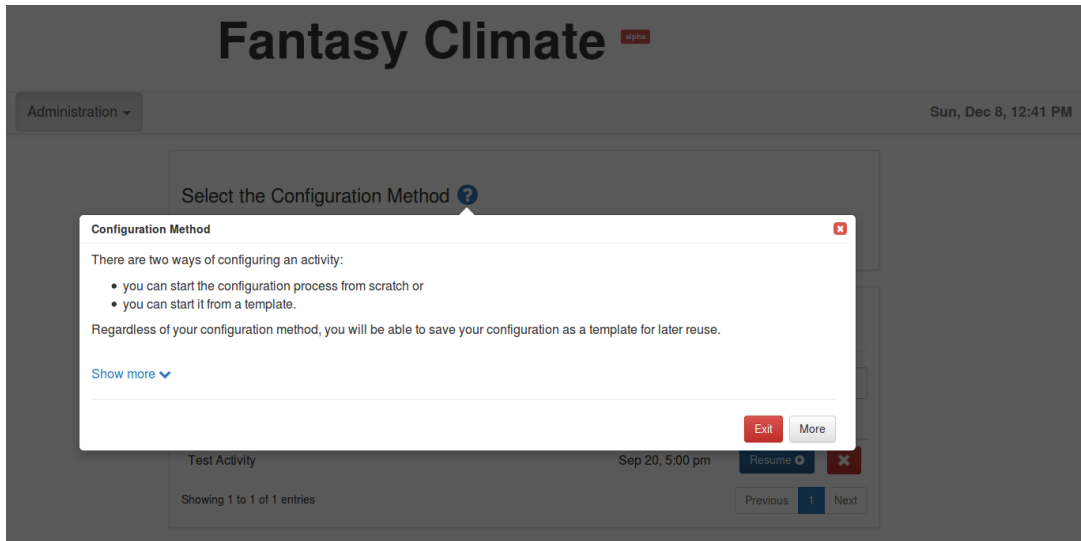 Fantasy Climate alpha
Administration
Sun, Dec 8, 12:41 PM
Select the Configuration Method ?
Configuration Method
There are two ways of configuring an activity:
• you can start the configuration process from scratch or
• you can start it from a template.
Regardless of your configuration method, you will be able to save your configuration as a template for later reuse.
Show more
Exit More
Test Activity Sep 20, 5:00 pm Resume
Showing 1 to 1 of 1 entries
Previous 1 Next